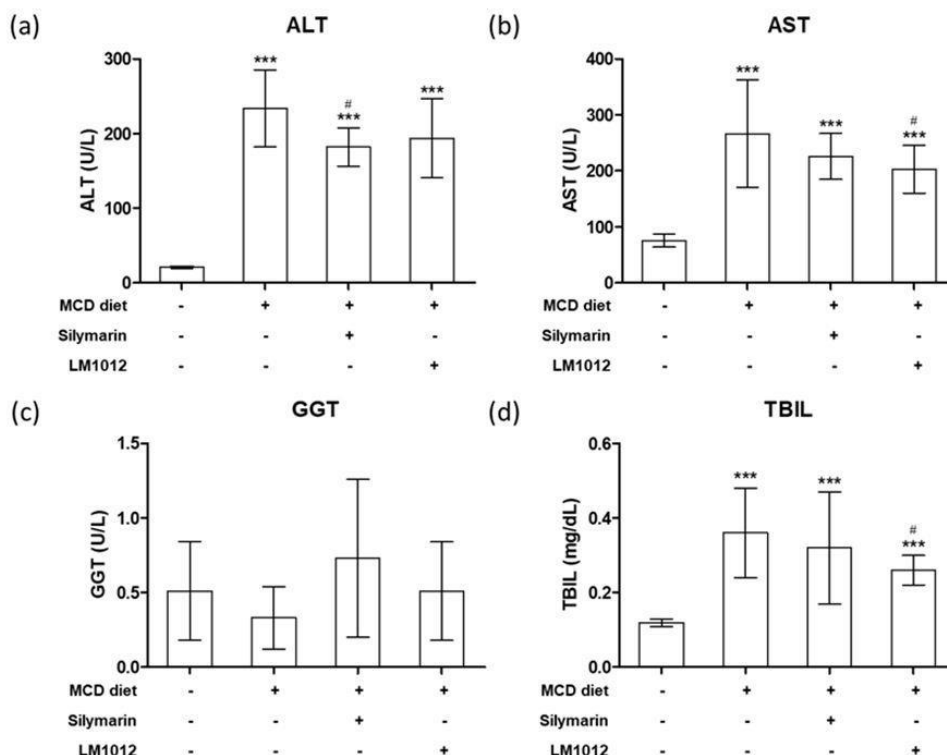 (a)
ALT
ALT (U/L)
300
200
100
0
***
#
***
***
MCD diet - + + +
Silymarin - - + -
LM1012 - - - +
(b)
AST
AST (U/L)
400
300
200
100
0
***
***
#
***
MCD diet - + + +
Silymarin - - + -
LM1012 - - - +
(c)
GGT
GGT (U/L)
1.5
1.0
0.5
0.0
MCD diet - + + +
Silymarin - - + -
LM1012 - - - +
(d)
TBIL
TBIL (mg/dL)
0.6
0.4
0.2
0.0
***
***
#
***
MCD diet - + + +
Silymarin - - + -
LM1012 - - - +